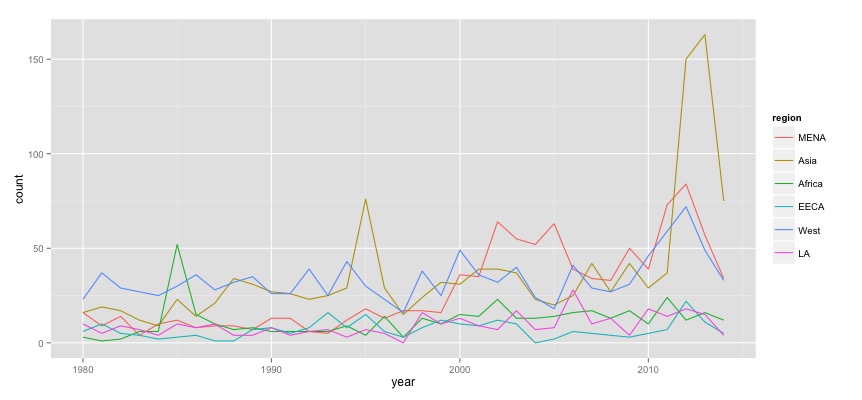 150
100
50
0
count
1980
1990
2000
2010
year
region
MENA
Asia
Africa
EECA
West
LA